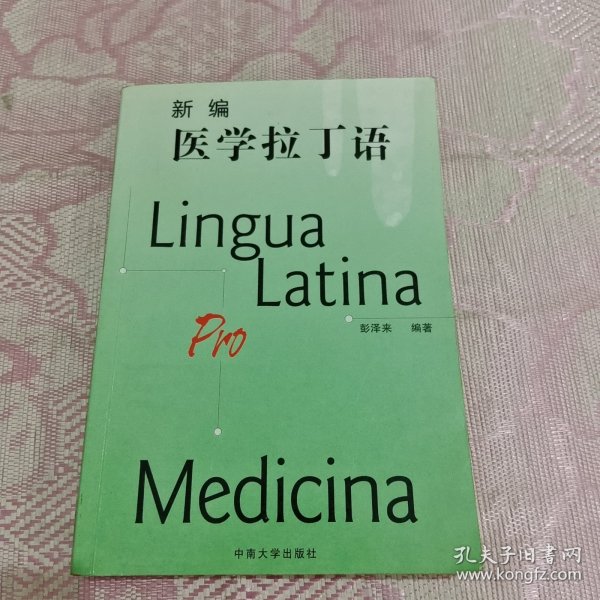 新编
医学拉丁语
Lingua
Latina
彭泽来 编著
Pro
Medicina
中南大学出版社
孔夫子旧书网
www.kongfz.com